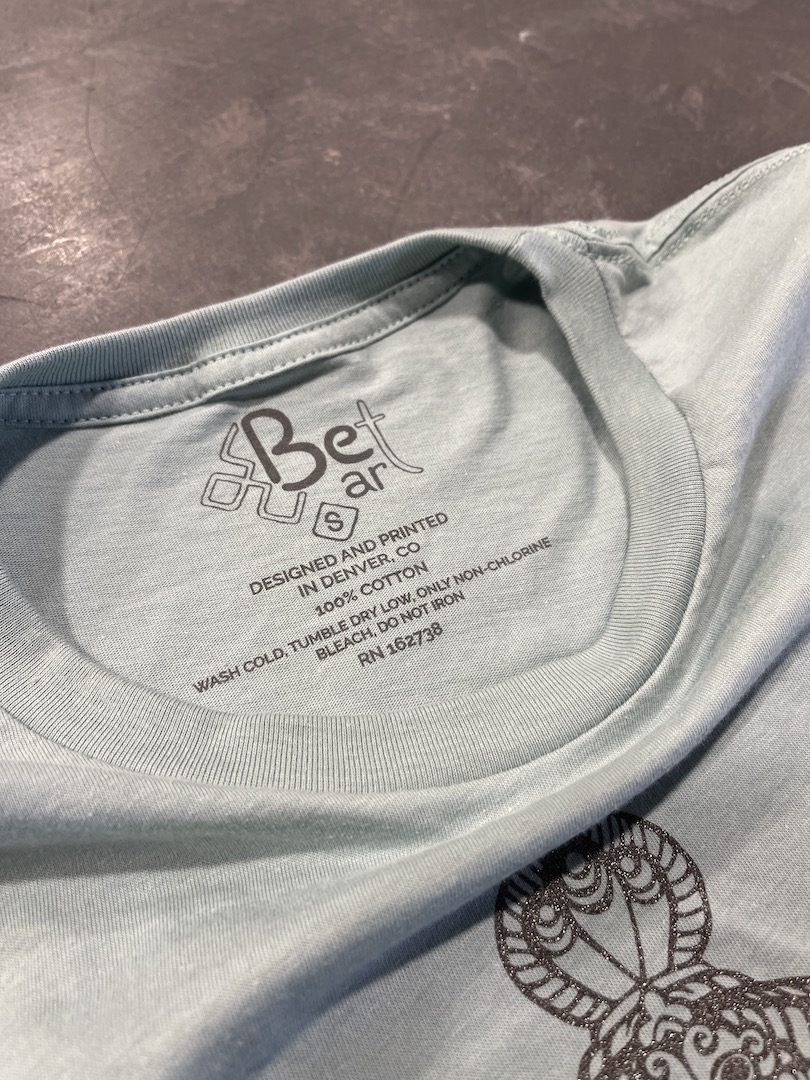 Bet
art
S
DESIGNED AND PRINTED
IN DENVER, CO
100% COTTON
WASH COLD, TUMBLE DRY LOW, ONLY NON-CHLORINE
BLEACH, DO NOT IRON
RN 162738